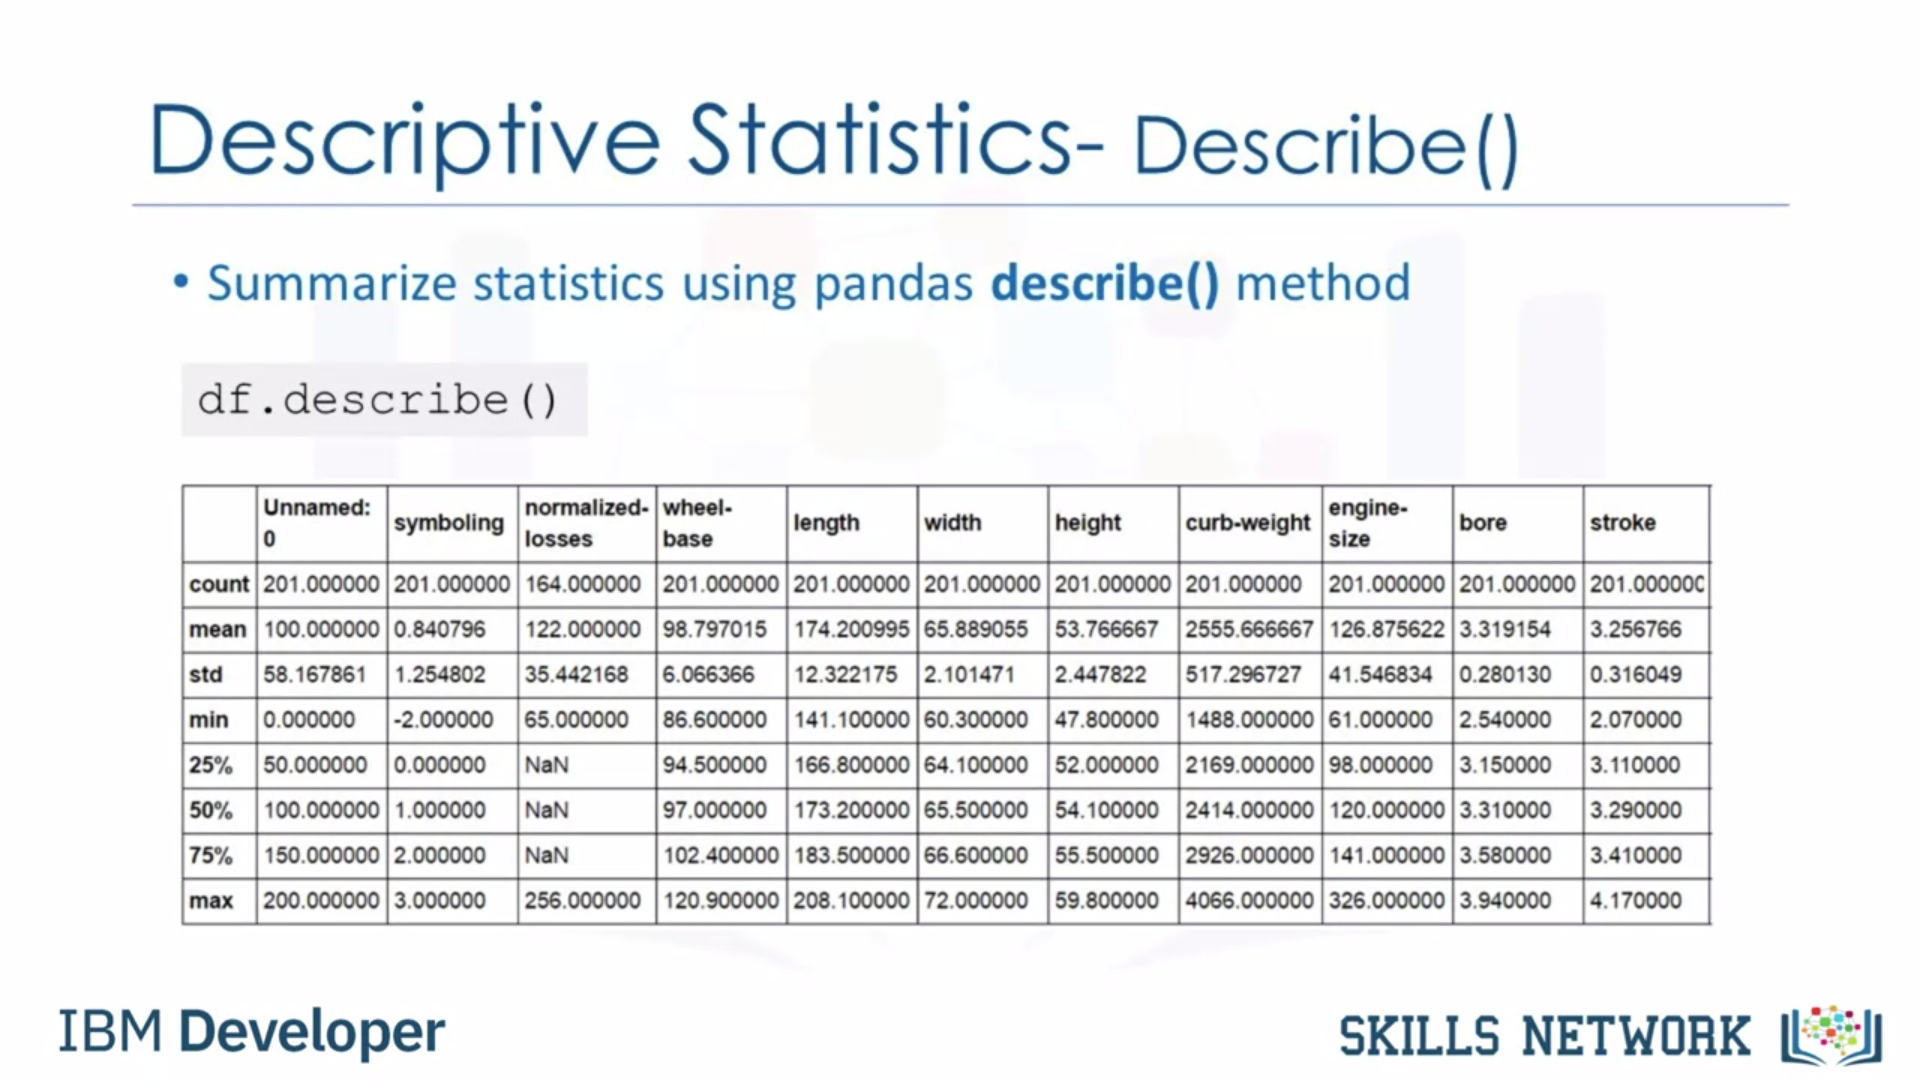 Descriptive Statistics- Describe()
• Summarize statistics using pandas describe() method
df.describe()
Unnamed: 0 symboling normalized-losses wheel-base length width height curb-weight engine-size bore stroke
count 201.000000 201.000000 164.000000 201.000000 201.000000 201.000000 201.000000 201.000000 201.000000 201.000000 201.000000
mean 100.000000 0.840796 122.000000 98.797015 174.200995 65.889055 53.766667 2555.666667 126.875622 3.319154 3.256766
std 58.167861 1.254802 35.442168 6.066366 12.322175 2.101471 2.447822 517.296727 41.546834 0.280130 0.316049
min 0.000000 -2.000000 65.000000 86.600000 141.100000 60.300000 47.800000 1488.000000 61.000000 2.540000 2.070000
25% 50.000000 0.000000 NaN 94.500000 166.800000 64.100000 52.000000 2169.000000 98.000000 3.150000 3.110000
50% 100.000000 1.000000 NaN 97.000000 173.200000 65.500000 54.100000 2414.000000 120.000000 3.310000 3.290000
75% 150.000000 2.000000 NaN 102.400000 183.500000 66.600000 55.500000 2926.000000 141.000000 3.580000 3.410000
max 200.000000 3.000000 256.000000 120.900000 208.100000 72.000000 59.800000 4066.000000 326.000000 3.940000 4.170000
IBM Developer
SKILLS NETWORK